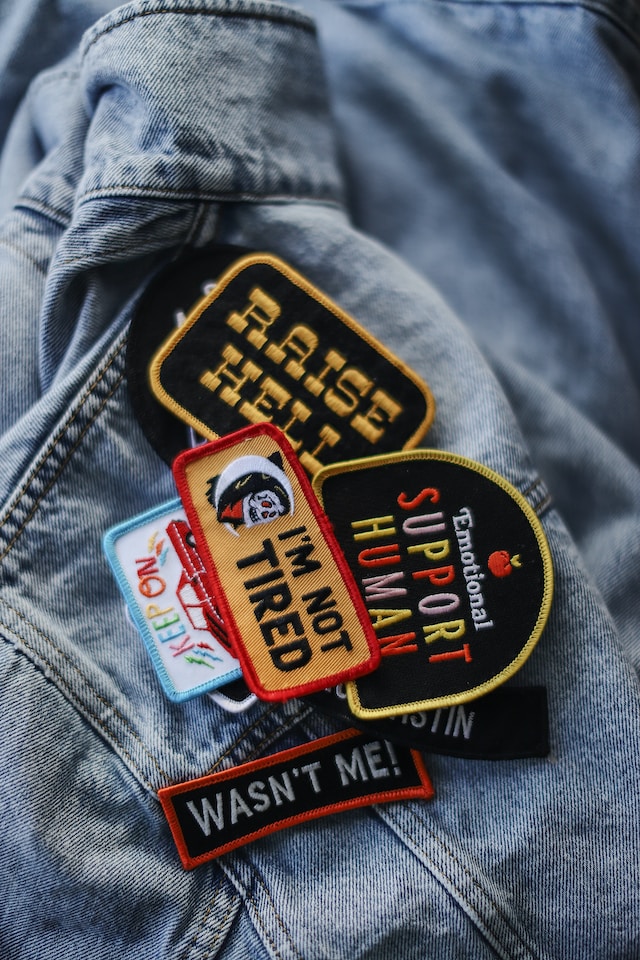 RAISE
HELL
I'M NOT
TIRED
Emotional
SUPPORT
HUMAN
KEEP ON
WASN'T ME!